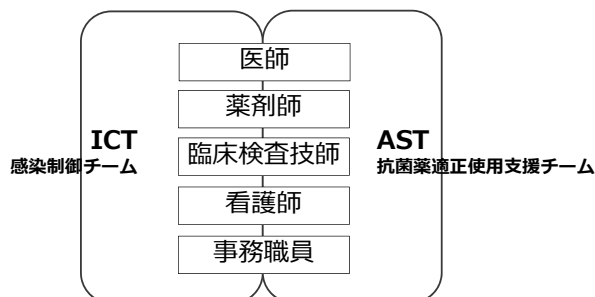 医師
薬剤師
ICT
感染制御チーム
臨床検査技師
AST
抗菌薬適正使用支援チーム
看護師
事務職員